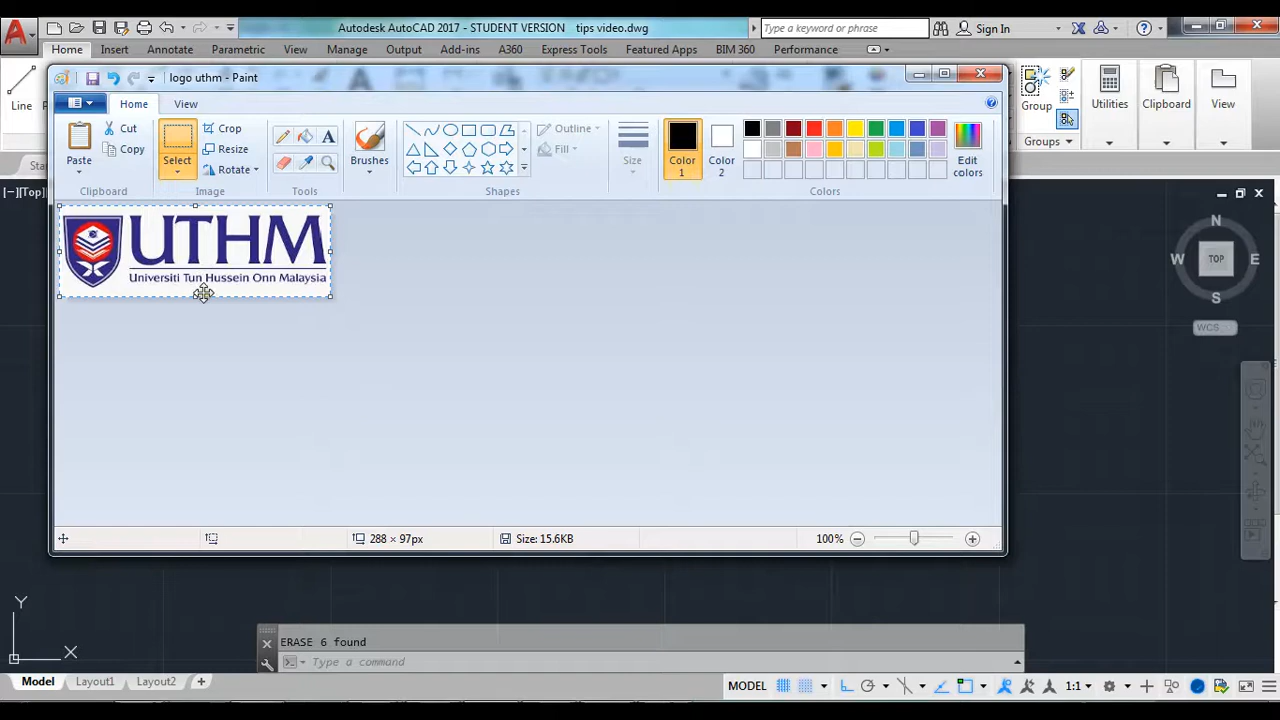 Autodesk AutoCAD 2017 - STUDENT VERSION tips video.dwg
Type a keyword or phrase
Sign In
Home Insert Annotate Parametric View Manage Output Add-ins A360 Express Tools Featured Apps BIM 360 Performance
Line
Group
Utilities
Clipboard
View
Groups
logo uthm - Paint
Home View
Paste
Cut
Copy
Clipboard
Select
Crop
Resize
Rotate
Image
A
Tools
Brushes
Outline
Fill
Shapes
Size
Color 1
Color 2
Edit colors
Colors
UTHM
Universiti Tun Hussein Onn Malaysia
288 × 97px
Size: 15.6KB
100%
[−][Top]
N
W TOP E
S
WCS
Y
X
ERASE 6 found
Type a command
Model Layout1 Layout2 +
MODEL
1:1